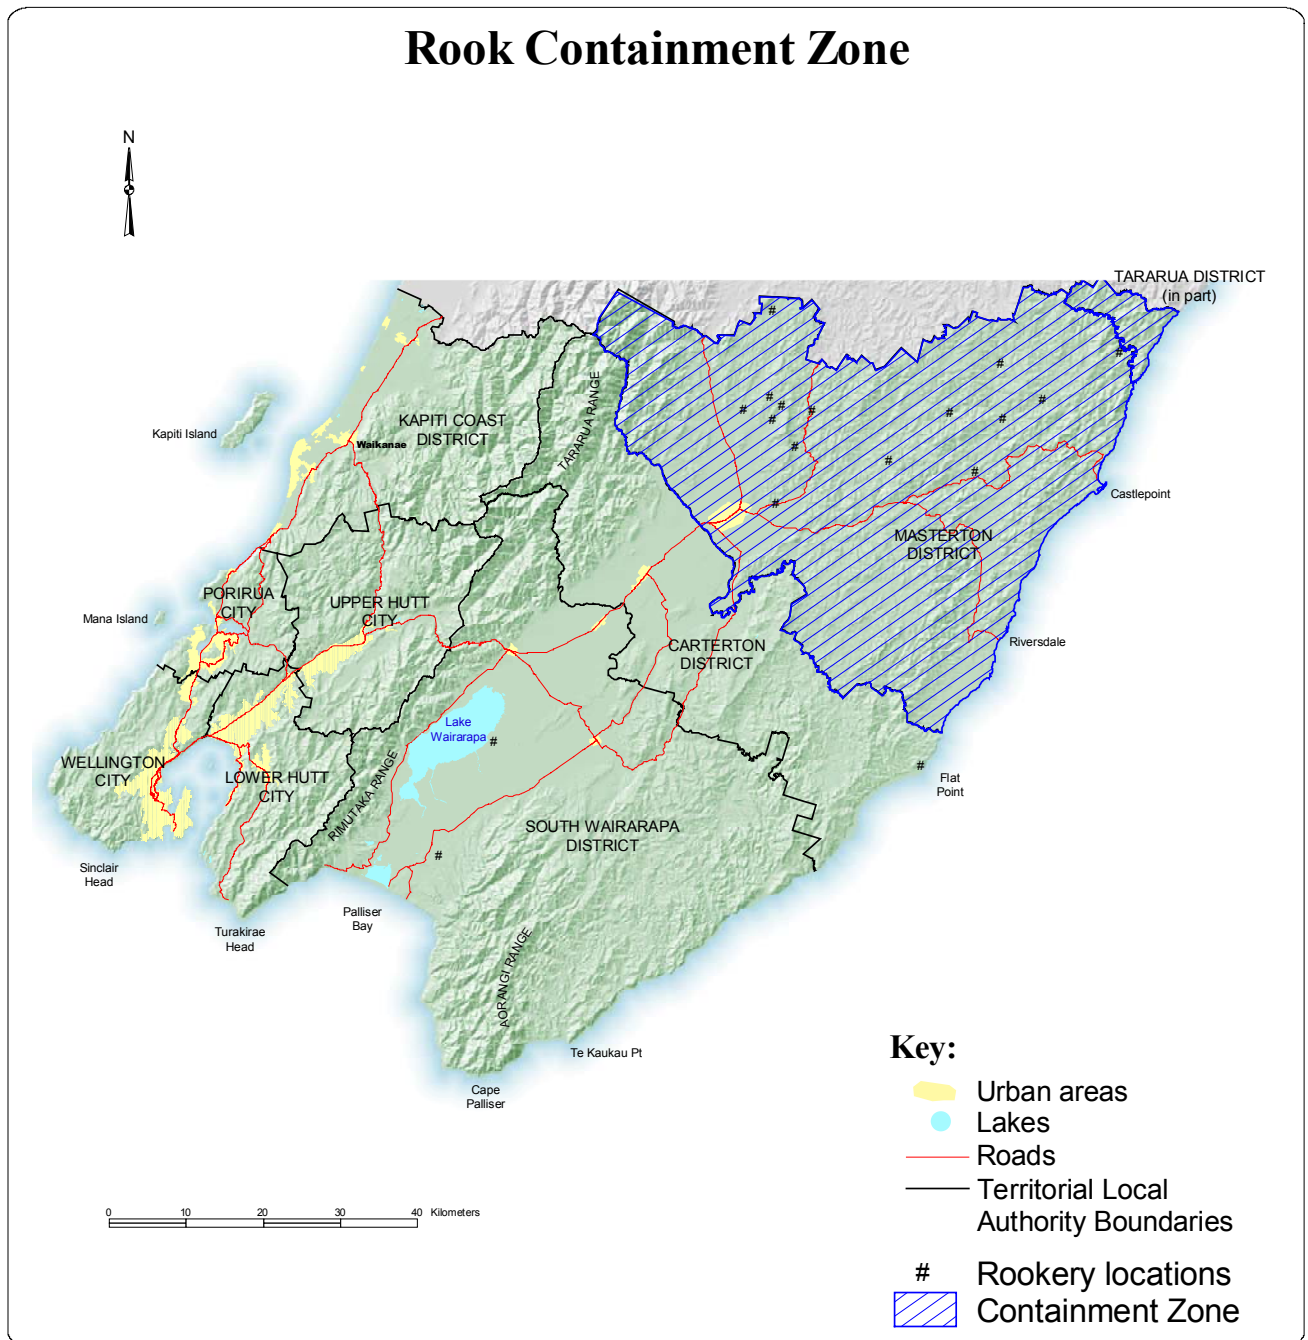 Rook Containment Zone
N
TARARUA DISTRICT
(in part)
KAPITI COAST
DISTRICT
TARARUA RANGE
Kapiti Island
Waikanae
Castlepoint
MASTERTON
DISTRICT
PORIRUA
CITY
UPPER HUTT
CITY
Mana Island
CARTERTON
DISTRICT
Riversdale
Lake
Wairarapa
WELLINGTON
CITY
LOWER HUTT
CITY
RIMUTAKA RANGE
Flat
Point
SOUTH WAIRARAPA
DISTRICT
Sinclair
Head
Palliser
Bay
Turakirae
Head
AORANGI RANGE
Te Kaukau Pt
Cape
Palliser
Key:
Urban areas
Lakes
Roads
Territorial Local
Authority Boundaries
# Rookery locations
Containment Zone
0 10 20 30 40 Kilometers